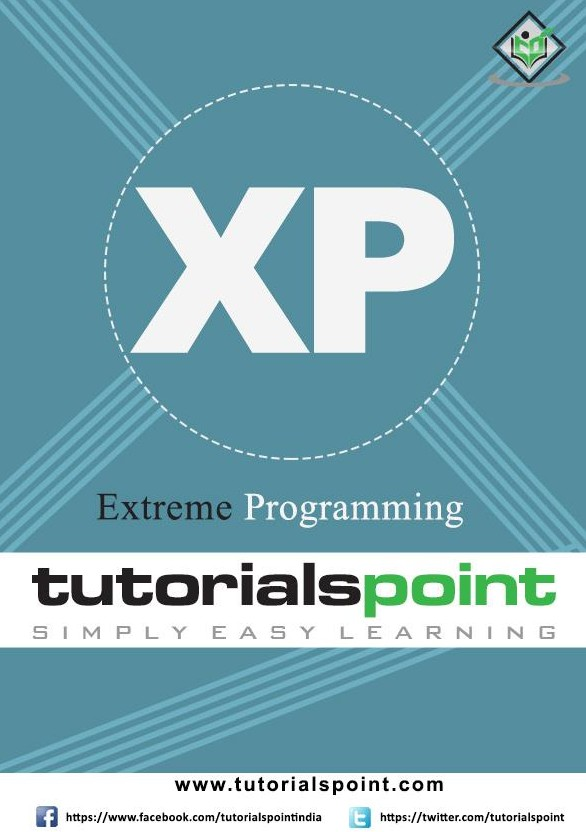 XP
Extreme Programming
tutorialspoint
SIMPLY EASY LEARNING
www.tutorialspoint.com
https://www.facebook.com/tutorialspointindia https://twitter.com/tutorialspoint